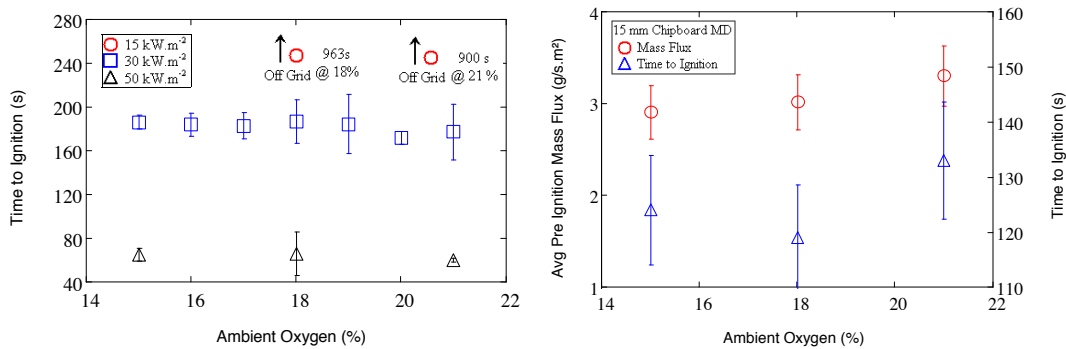 280
240
200
160
120
80
40
14
16
18
20
22
Time to Ignition (s)
Ambient Oxygen (%)
15 kW.m⁻²
30 kW.m⁻²
50 kW.m⁻²
963s
Off Grid @ 18%
900 s
Off Grid @ 21 %
4
3
2
1
14
16
18
20
22
Avg Pre Ignition Mass Flux (g/s.m²)
Ambient Oxygen (%)
15 mm Chipboard MD
Mass Flux
Time to Ignition
160
150
140
130
120
110
100
Time to Ignition (s)